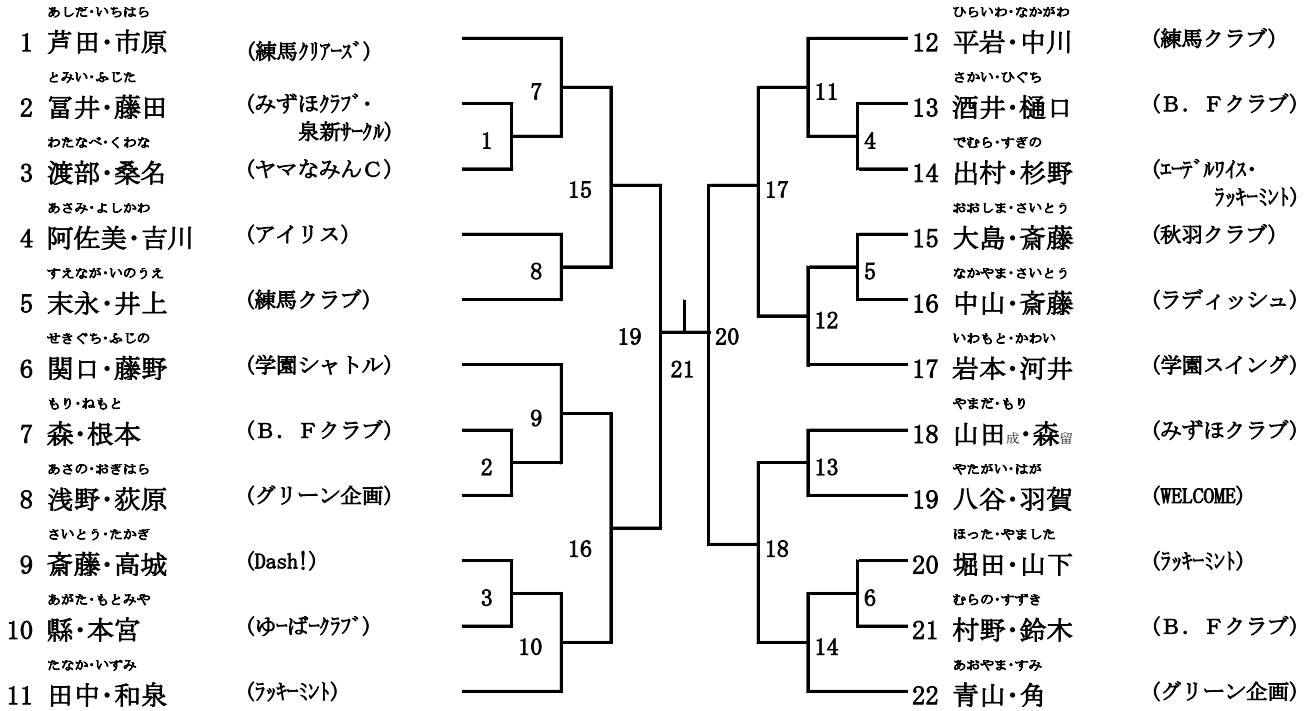 あしだ・いちはら
1 芦田・市原 (練馬ｸﾘｱｰｽﾞ)
とみい・ふじた
2 冨井・藤田 (みずほｸﾗﾌﾞ・
泉新ｻｰｸﾙ)
わたなべ・くわな
3 渡部・桑名 (ヤマなみんＣ)
あさみ・よしかわ
4 阿佐美・吉川 (アイリス)
すえなが・いのうえ
5 末永・井上 (練馬クラブ)
せきぐち・ふじの
6 関口・藤野 (学園シャトル)
もり・ねもと
7 森・根本 (Ｂ．Ｆクラブ)
あさの・おぎはら
8 浅野・荻原 (グリーン企画)
さいとう・たかぎ
9 斎藤・高城 (Dash!)
あがた・もとみや
10 縣・本宮 (ゆーばーｸﾗﾌﾞ)
たなか・いずみ
11 田中・和泉 (ﾗｯｷｰﾐﾝﾄ)
7
1
15
8
19
9
2
16
3
10
21
20
11
4
17
5
12
13
18
6
14
ひらいわ・なかがわ
12 平岩・中川 (練馬クラブ)
さかい・ひぐち
13 酒井・樋口 (Ｂ．Ｆクラブ)
でむら・すぎの
14 出村・杉野 (ｴｰﾃﾞﾙﾜｲｽ・
ﾗｯｷｰﾐﾝﾄ)
おおしま・さいとう
15 大島・斎藤 (秋羽クラブ)
なかやま・さいとう
16 中山・斎藤 (ラディッシュ)
いわもと・かわい
17 岩本・河井 (学園スイング)
やまだ・もり
18 山田成・森留 (みずほクラブ)
やたがい・はが
19 八谷・羽賀 (WELCOME)
ほった・やました
20 堀田・山下 (ﾗｯｷｰﾐﾝﾄ)
むらの・すずき
21 村野・鈴木 (Ｂ．Ｆクラブ)
あおやま・すみ
22 青山・角 (グリーン企画)